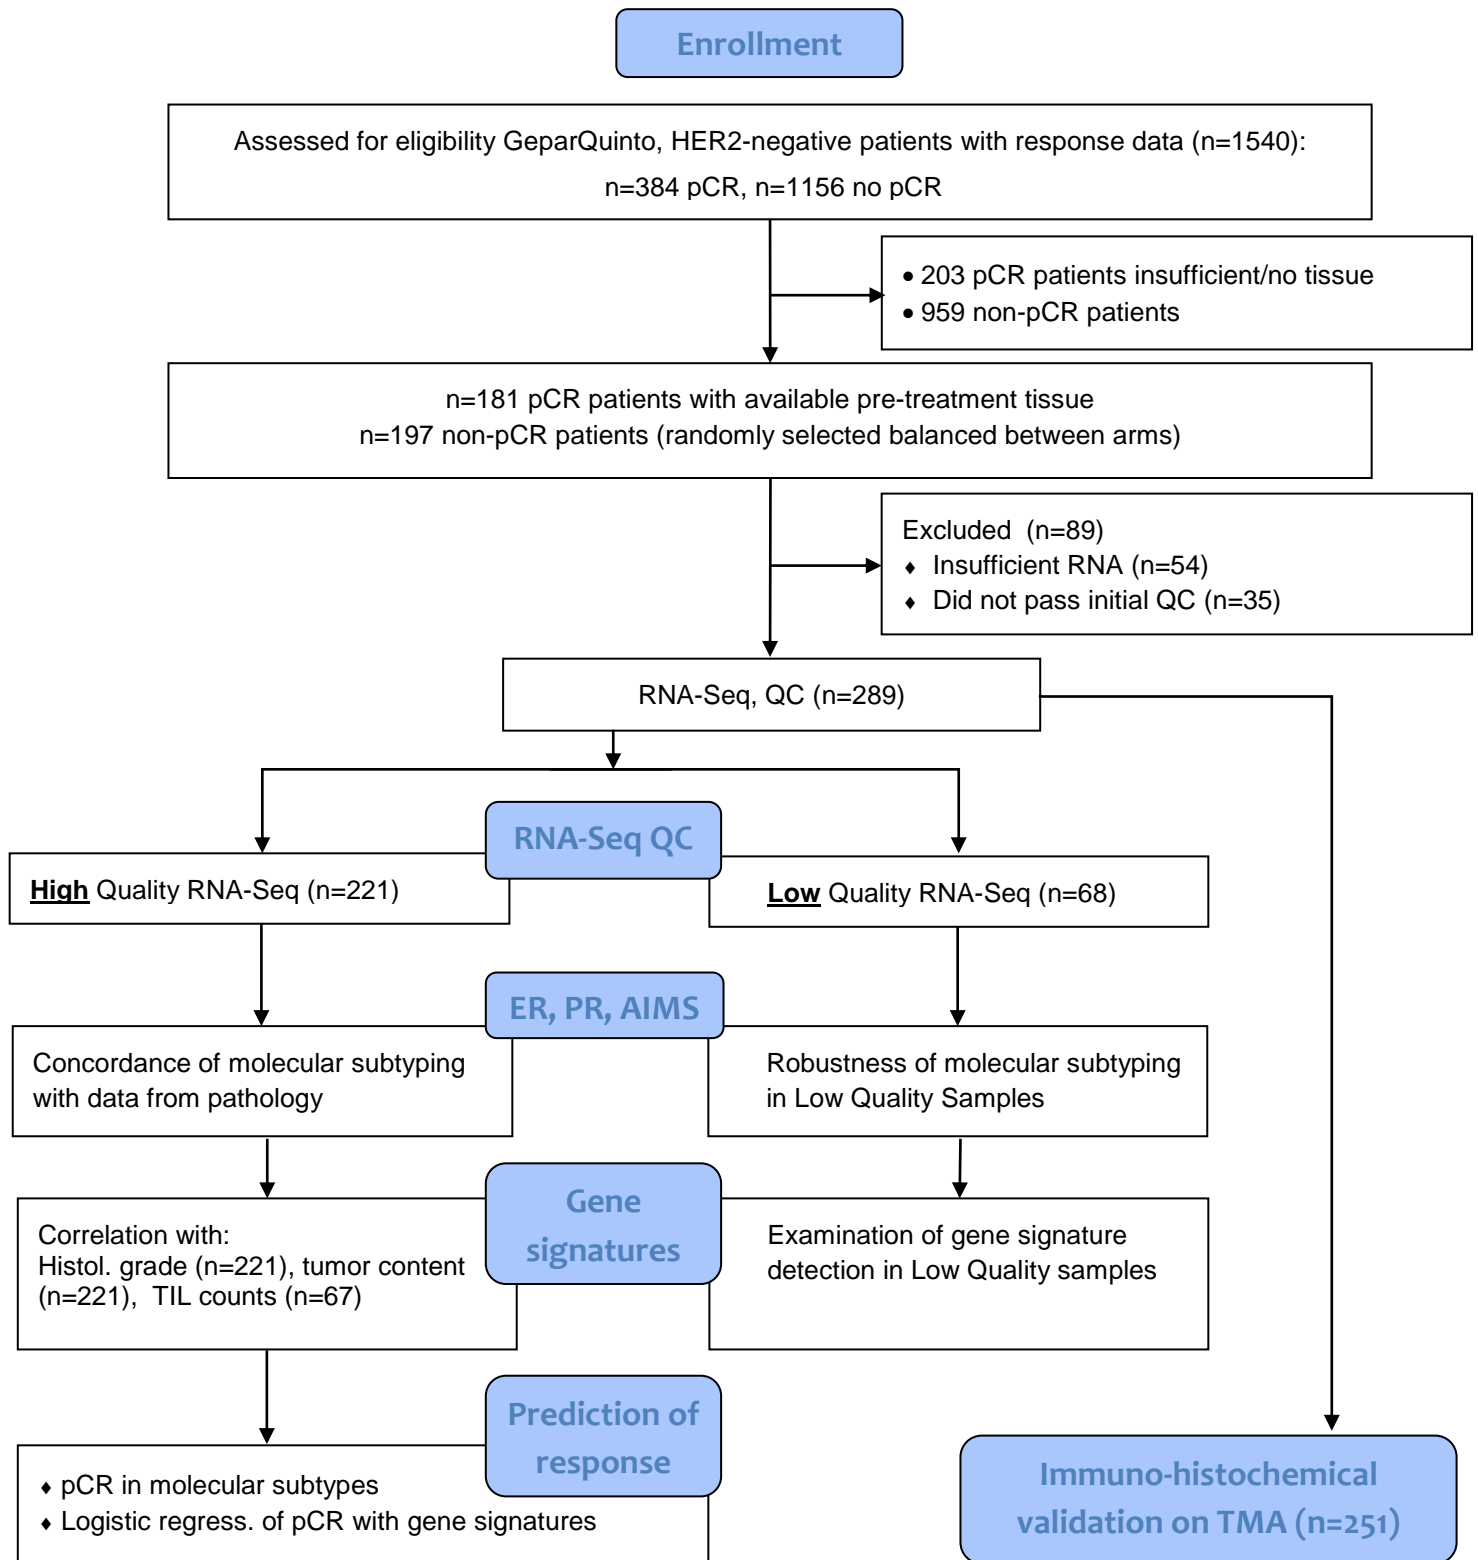 Enrollment
Assessed for eligibility GeparQuinto, HER2-negative patients with response data (n=1540):
n=384 pCR, n=1156 no pCR
• 203 pCR patients insufficient/no tissue
• 959 non-pCR patients
n=181 pCR patients with available pre-treatment tissue
n=197 non-pCR patients (randomly selected balanced between arms)
Excluded (n=89)
♦ Insufficient RNA (n=54)
♦ Did not pass initial QC (n=35)
RNA-Seq, QC (n=289)
RNA-Seq QC
High Quality RNA-Seq (n=221)
Low Quality RNA-Seq (n=68)
ER, PR, AIMS
Concordance of molecular subtyping
with data from pathology
Robustness of molecular subtyping
in Low Quality Samples
Gene
signatures
Correlation with:
Histol. grade (n=221), tumor content
(n=221), TIL counts (n=67)
Examination of gene signature
detection in Low Quality samples
Prediction of
response
♦ pCR in molecular subtypes
♦ Logistic regress. of pCR with gene signatures
Immuno-histochemical
validation on TMA (n=251)